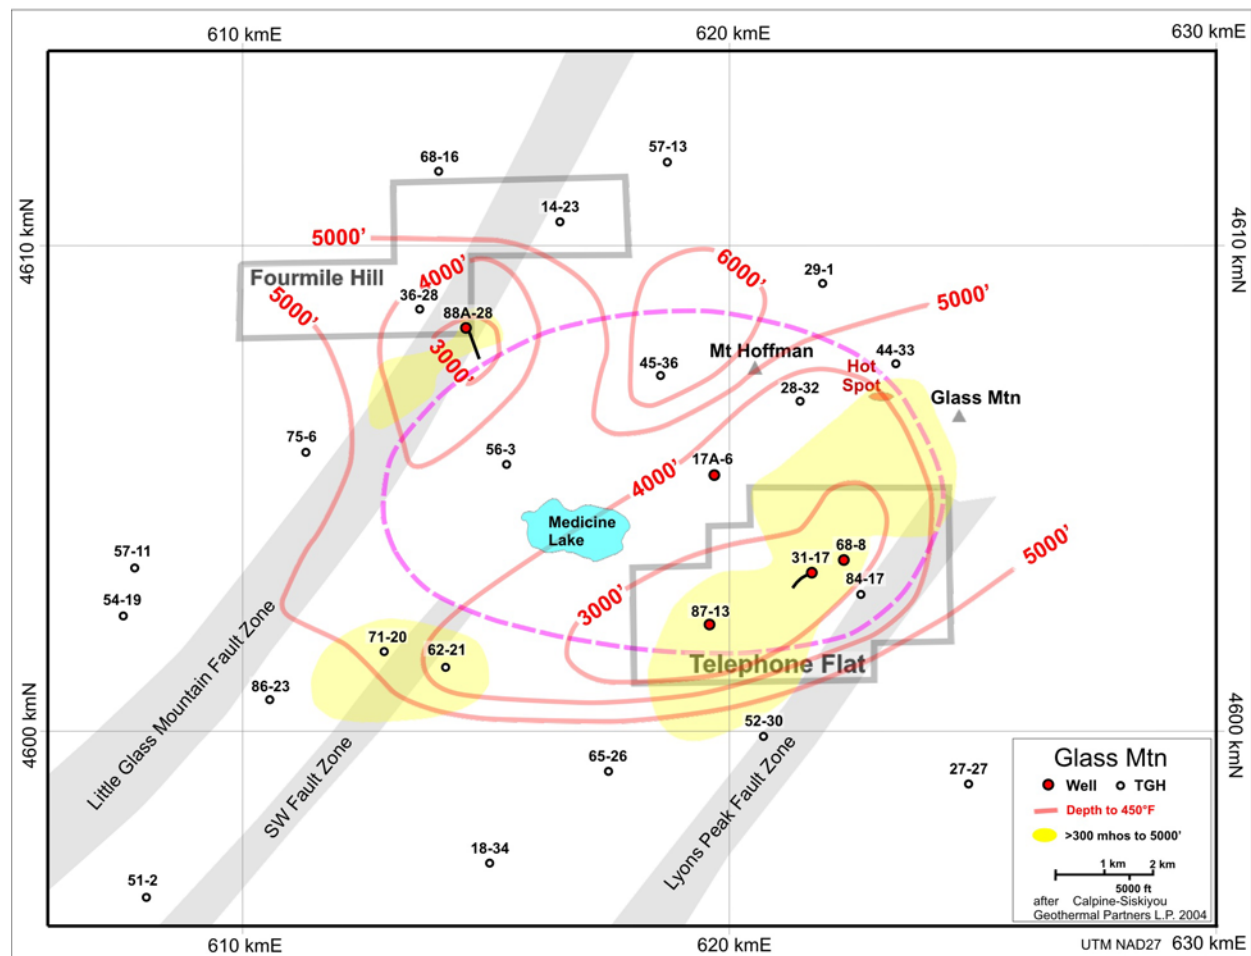 610 kmE
620 kmE
630 kmE
57-13
68-16
14-23
4610 kmN
4610 kmN
5000’
6000’
4000’
29-1
Fourmile Hill
5000’
36-28
5000’
88A-28
3000’
Mt Hoffman
44-33
45-36
Hot
Spot
28-32
Glass Mtn
75-6
56-3
17A-6
4000’
Medicine
Lake
57-11
31-17
68-8
5000’
84-17
54-19
3000’
87-13
71-20
62-21
Telephone Flat
86-23
Little Glass Mountain Fault Zone
4600 kmN
4600 kmN
52-30
SW Fault Zone
65-26
27-27
Lyons Peak Fault Zone
18-34
51-2
Glass Mtn
Well
TGH
Depth to 450°F
>300 mhos to 5000’
1 km
2 km
5000 ft
after Calpine-Siskiyou
Geothermal Partners L.P. 2004
610 kmE
620 kmE
UTM NAD27
630 kmE